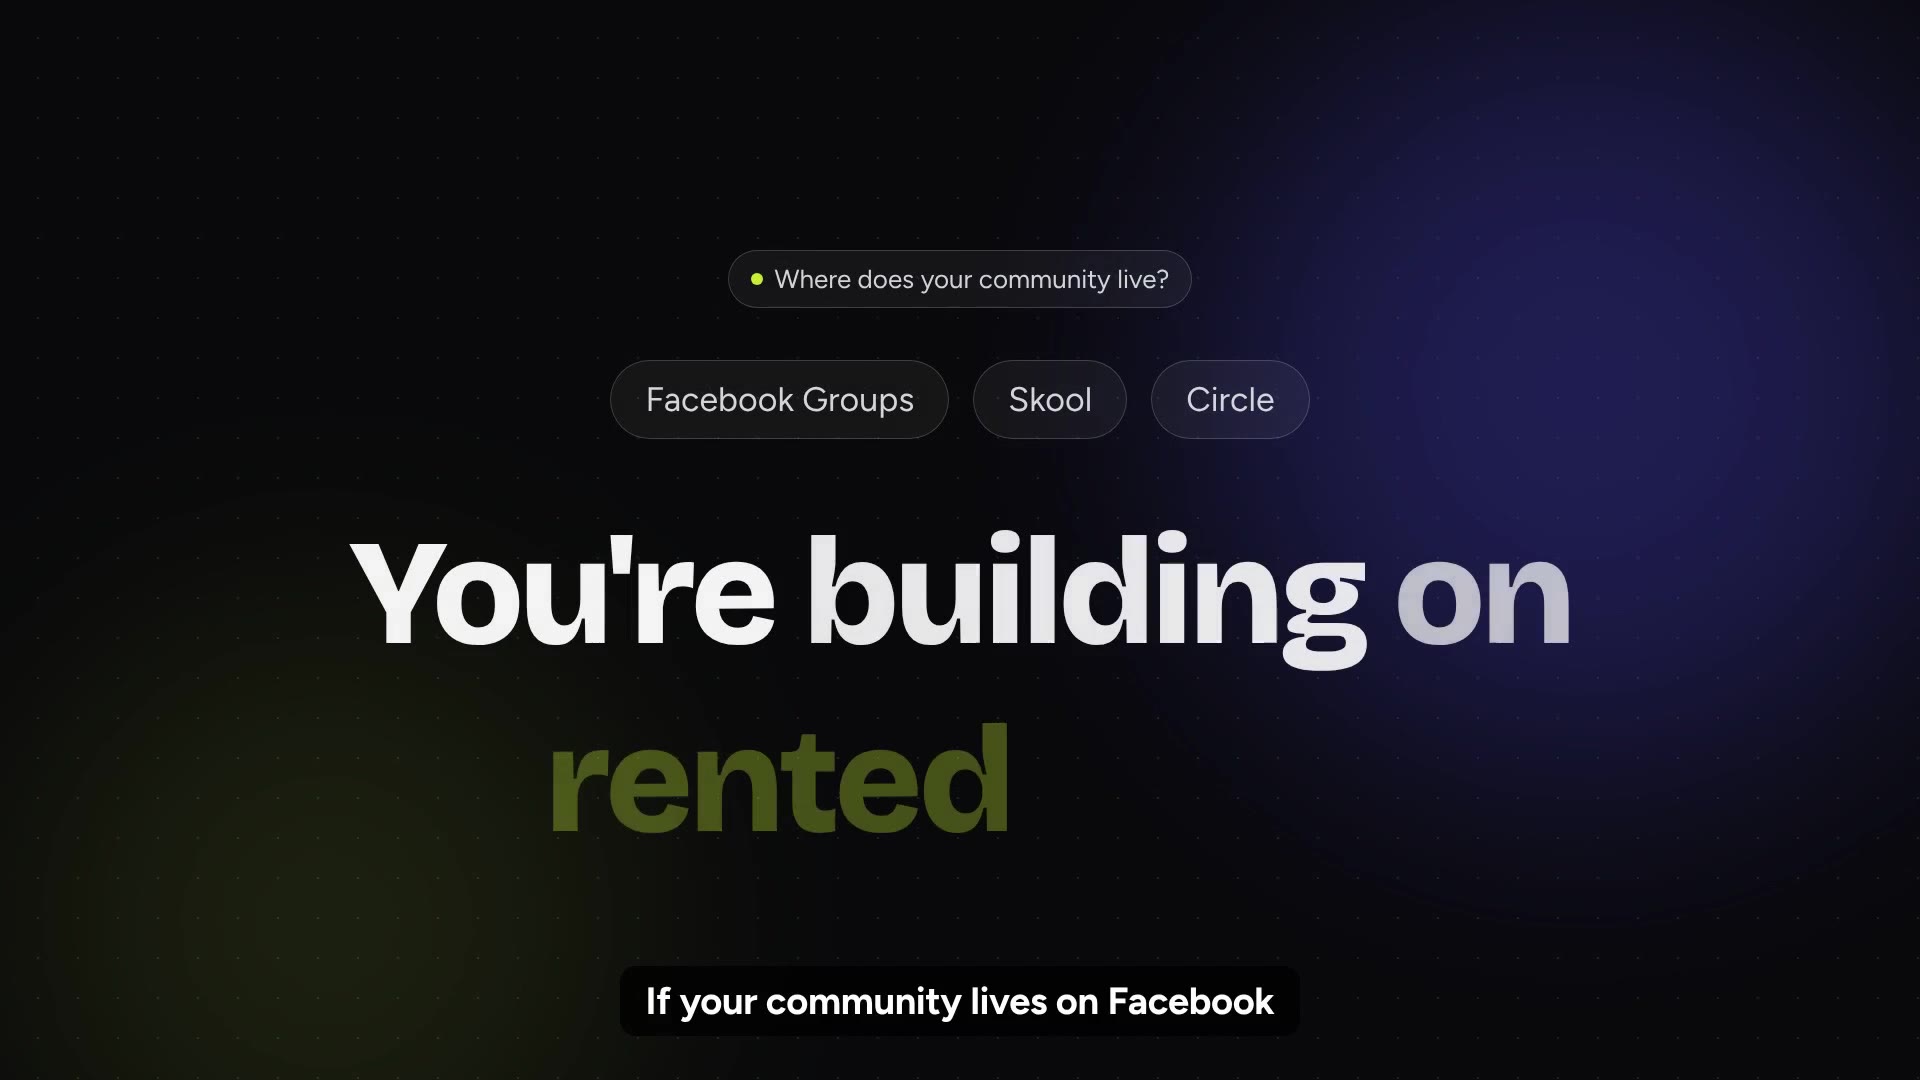 Where does your community live?
Facebook Groups Skool Circle
You're building on
rented
If your community lives on Facebook